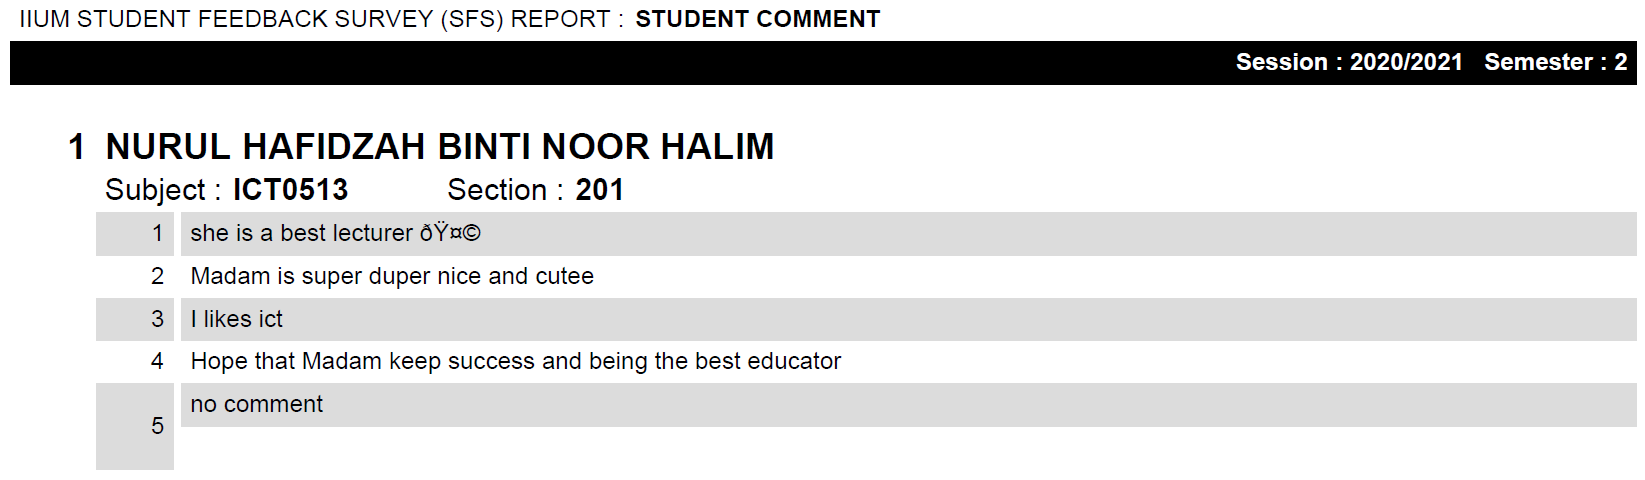 IIUM STUDENT FEEDBACK SURVEY (SFS) REPORT : STUDENT COMMENT
Session : 2020/2021 Semester : 2
1 NURUL HAFIDZAH BINTI NOOR HALIM
Subject : ICT0513 Section : 201
1 she is a best lecturer ðŸ¤©
2 Madam is super duper nice and cutee
3 I likes ict
4 Hope that Madam keep success and being the best educator
5 no comment